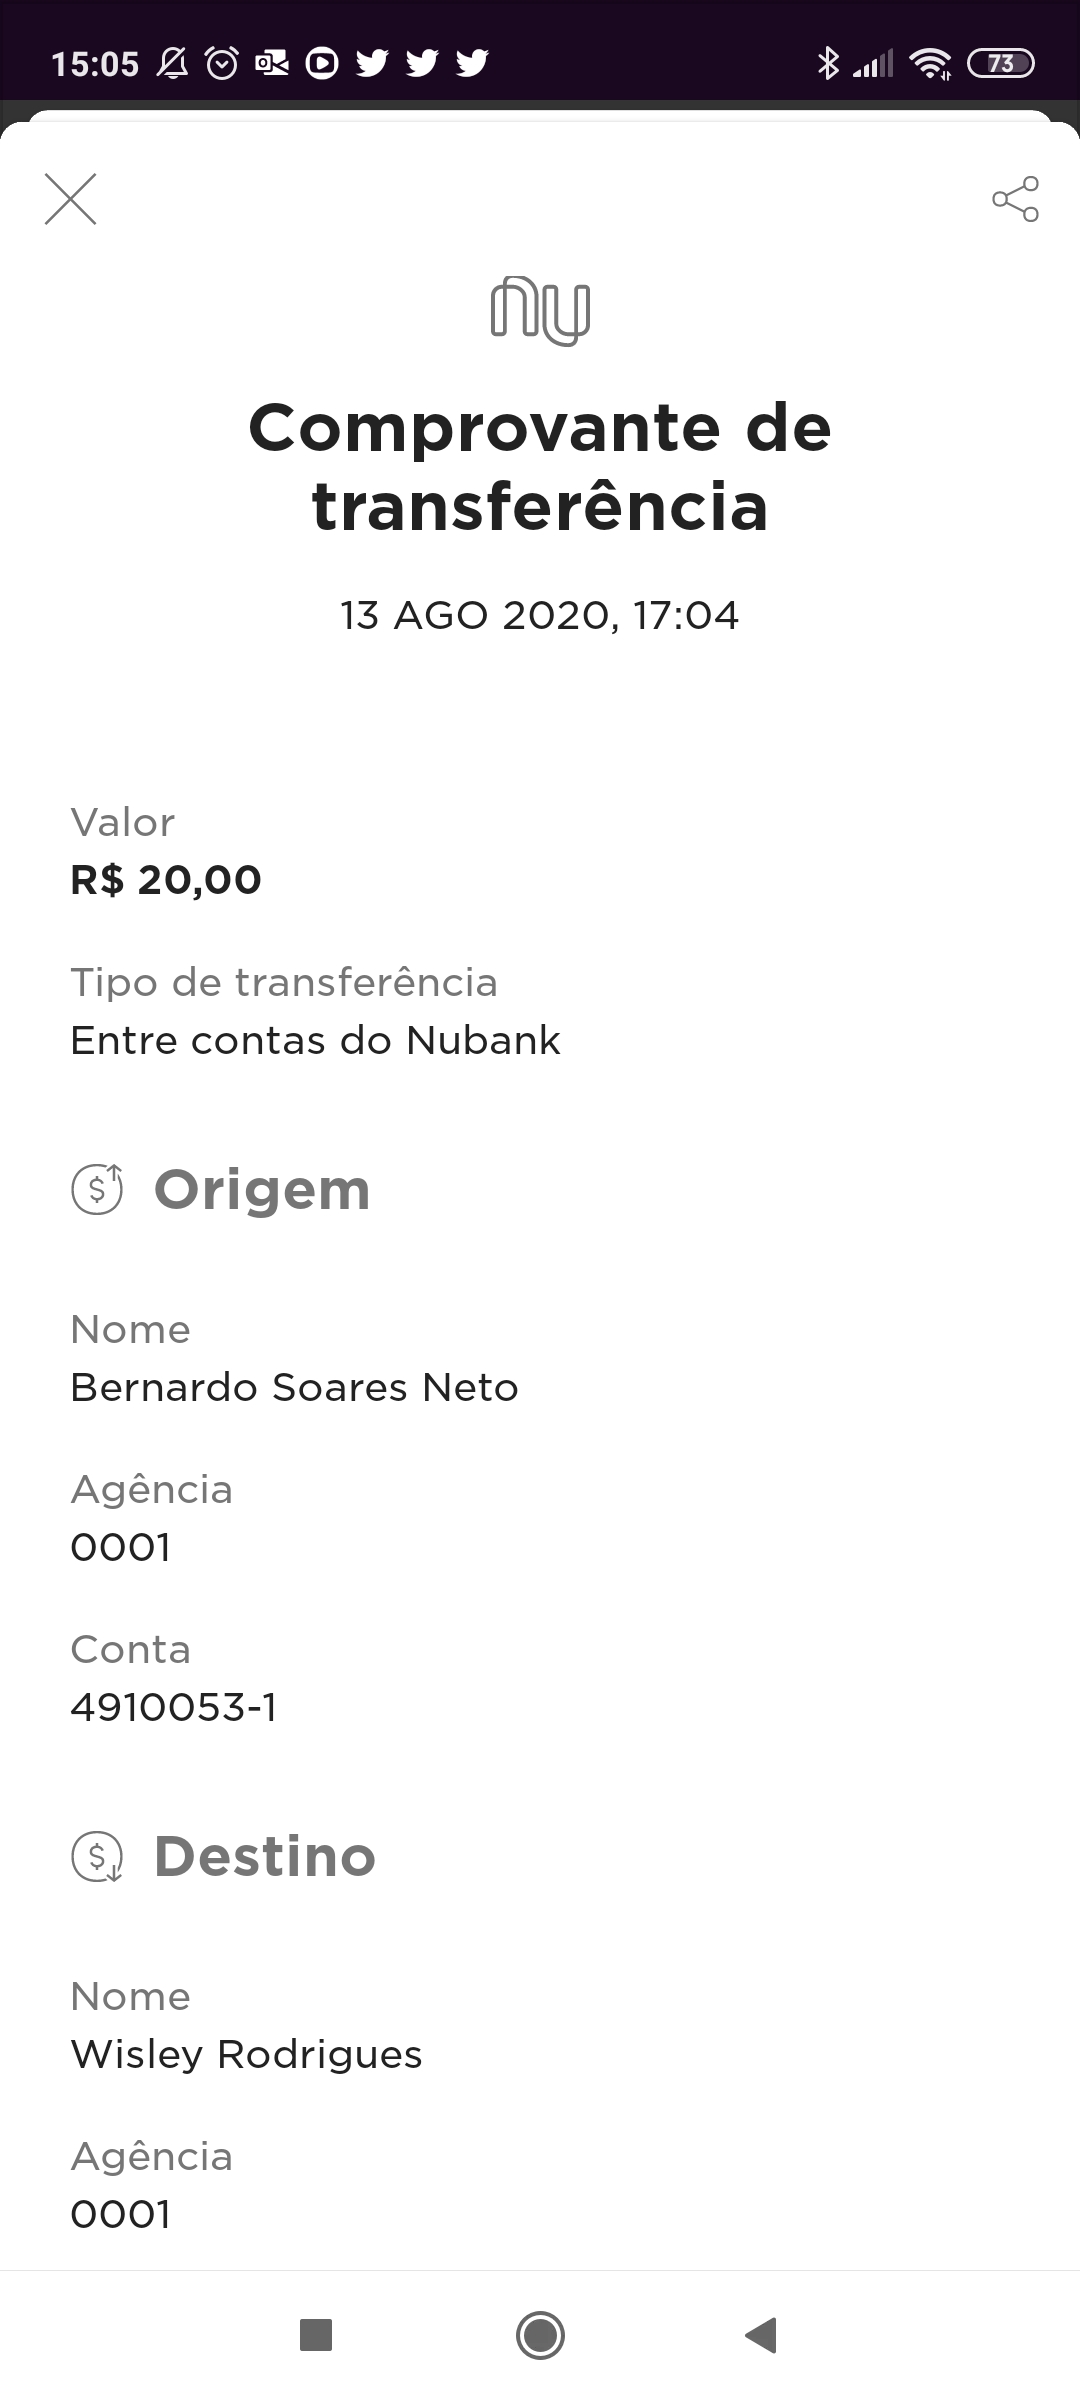 15:05
73
nu
Comprovante de
transferência
13 AGO 2020, 17:04
Valor
R$ 20,00
Tipo de transferência
Entre contas do Nubank
Origem
Nome
Bernardo Soares Neto
Agência
0001
Conta
4910053-1
Destino
Nome
Wisley Rodrigues
Agência
0001